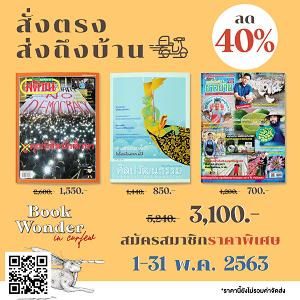 สั่งตรง
ส่งถึงบ้าน
ลด
40%
NO
DEMOCRACY
ศิลปวัฒนธรรม
2,600.- 1,550.-
1,440.- 850.-
1,200.- 700.-
Book
Wonder
in curfew
5,240.- 3,100.-
สมัครสมาชิกราคาพิเศษ
1-31 พ.ค. 2563
*ราคานี้ยังไม่รวมค่าจัดส่ง